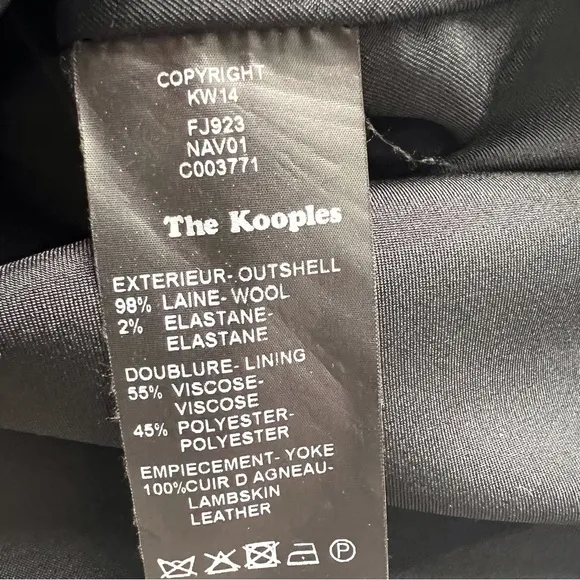 COPYRIGHT
KW14
FJ923
NAV01
C003771
The Kooples
EXTERIEUR- OUTSHELL
98% LAINE- WOOL
2% ELASTANE-
ELASTANE
DOUBLURE- LINING
55% VISCOSE-
VISCOSE
45% POLYESTER-
POLYESTER
EMPIECEMENT- YOKE
100%CUIR D AGNEAU-
LAMBSKIN
LEATHER
P